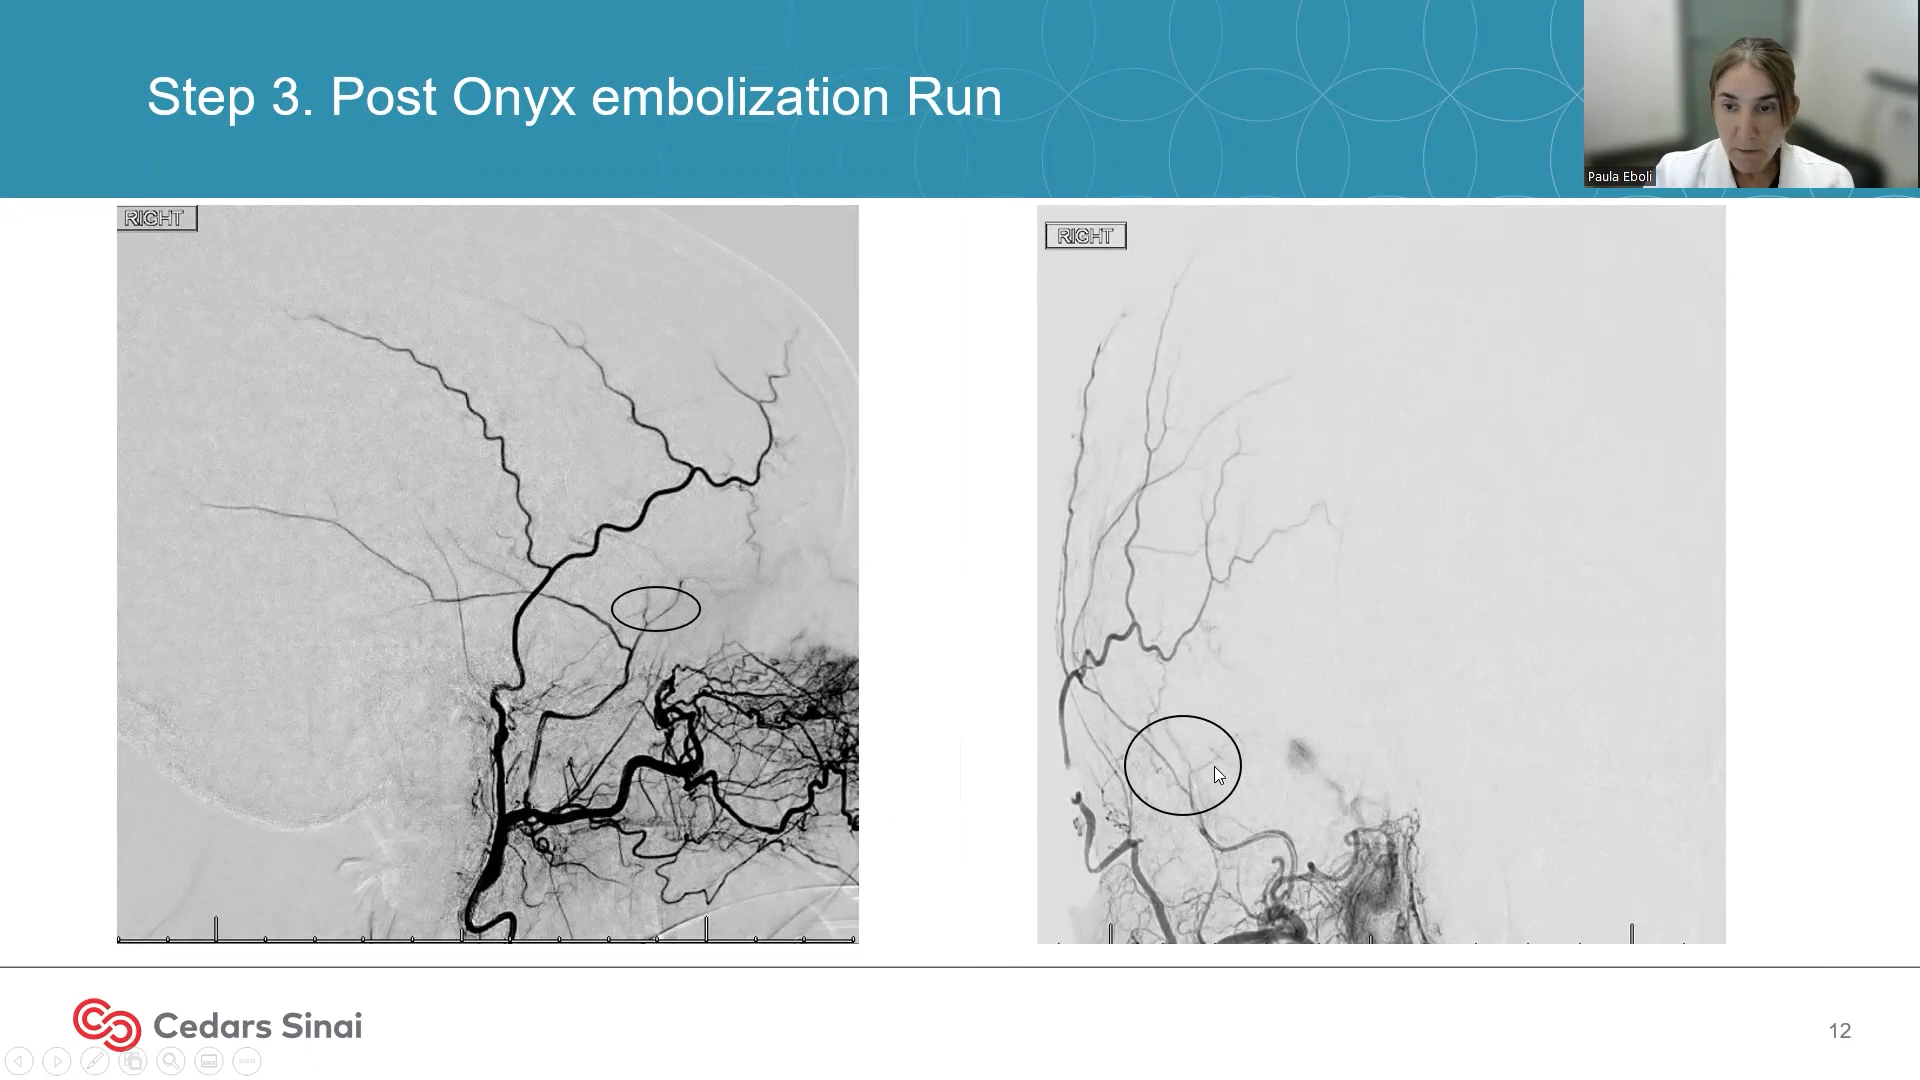 Step 3. Post Onyx embolization Run
Paula Eboli
RIGHT
RIGHT
Cedars Sinai
12